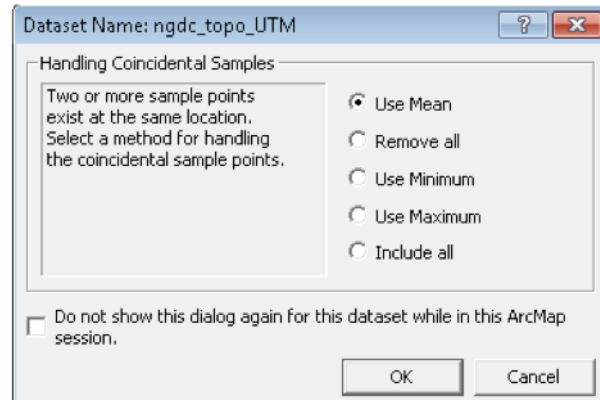 Dataset Name: ngdc_topo_UTM
?
Handling Coincidental Samples
Two or more sample points
exist at the same location.
Select a method for handling
the coincidental sample points.
Use Mean
Remove all
Use Minimum
Use Maximum
Include all
Do not show this dialog again for this dataset while in this ArcMap
session.
OK
Cancel